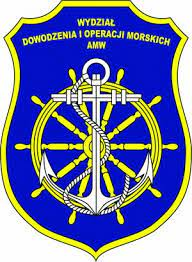 WYDZIAŁ
DOWODZENIA I OPERACJI MORSKICH
AMW